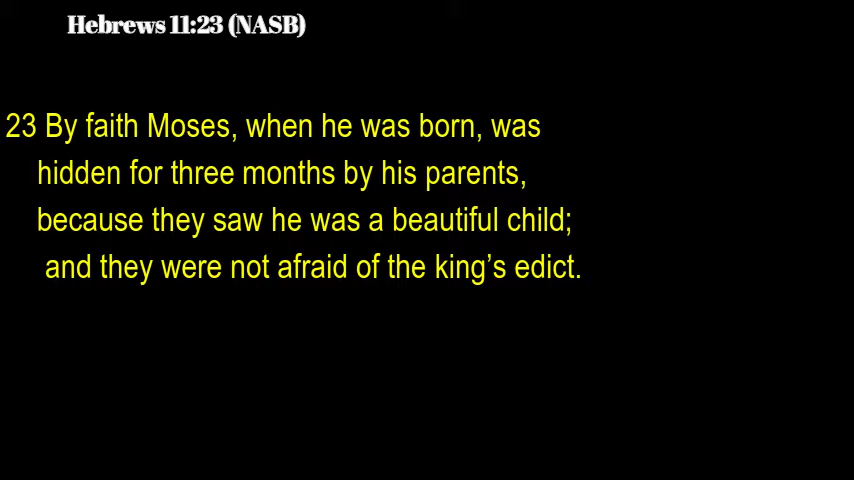 Hebrews 11:23 (NASB)
23 By faith Moses, when he was born, was
hidden for three months by his parents,
because they saw he was a beautiful child;
and they were not afraid of the king’s edict.